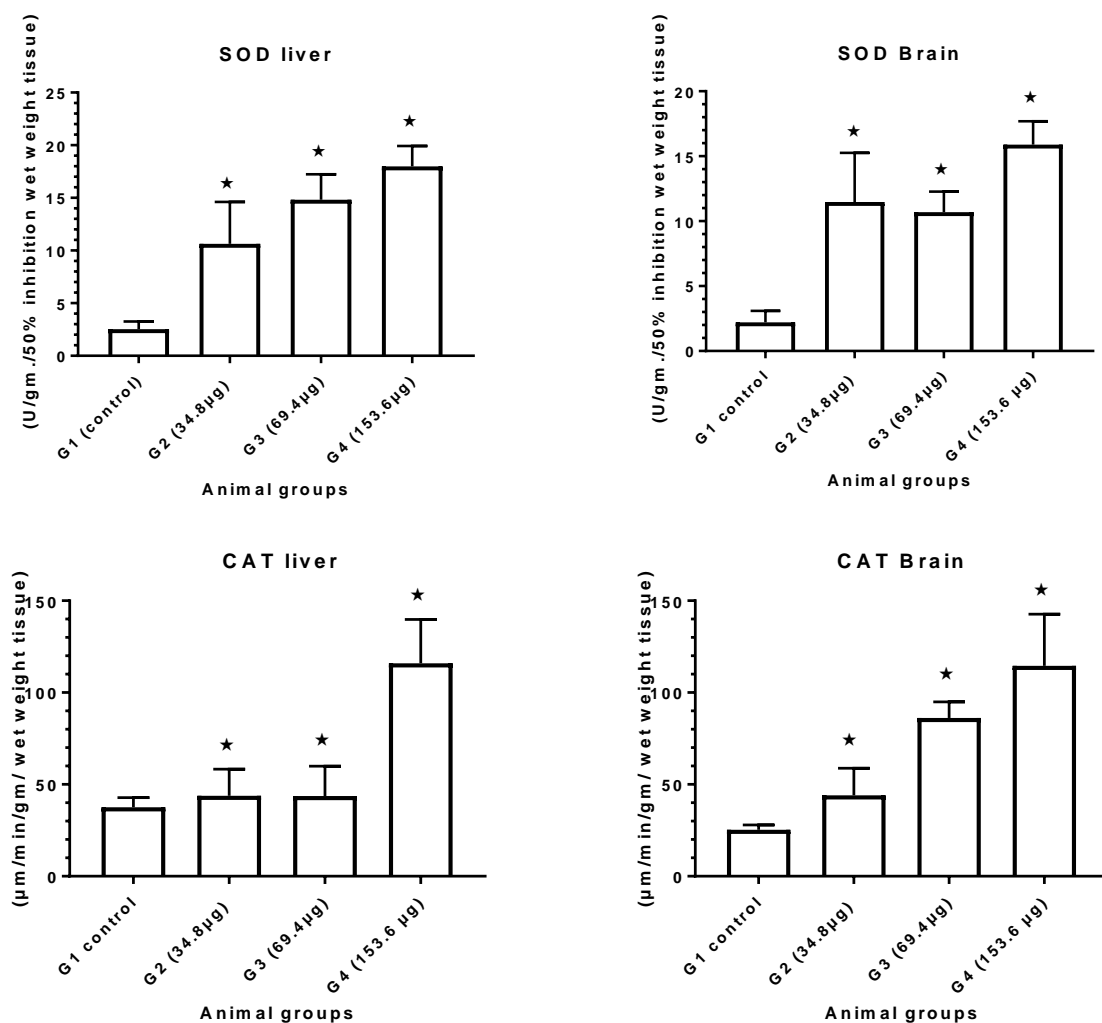 SOD liver
(U/gm./50% inhibition wet weight tissue)
25
20
15
10
5
0
★
★
★
G1 (control)
G2 (34.8µg)
G3 (69.4µg)
G4 (153.6µg)
Animal groups
SOD Brain
(U/gm./50% inhibition wet weight tissue)
20
15
10
5
0
★
★
★
G1 control
G2 (34.8µg)
G3 (69.4µg)
G4 (153.6 µg)
Animal groups
CAT liver
(µm/min/gm/ wet weight tissue)
150
100
50
0
★
★
★
G1 control
G2 (34.8µg)
G3 (69.4µg)
G4 (153.6 µg)
Animal groups
CAT Brain
(µm/min/gm/ wet weight tissue)
150
100
50
0
★
★
★
G1 control
G2 (34.8µg)
G3 (69.4µg)
G4 (153.6 µg)
Animal groups